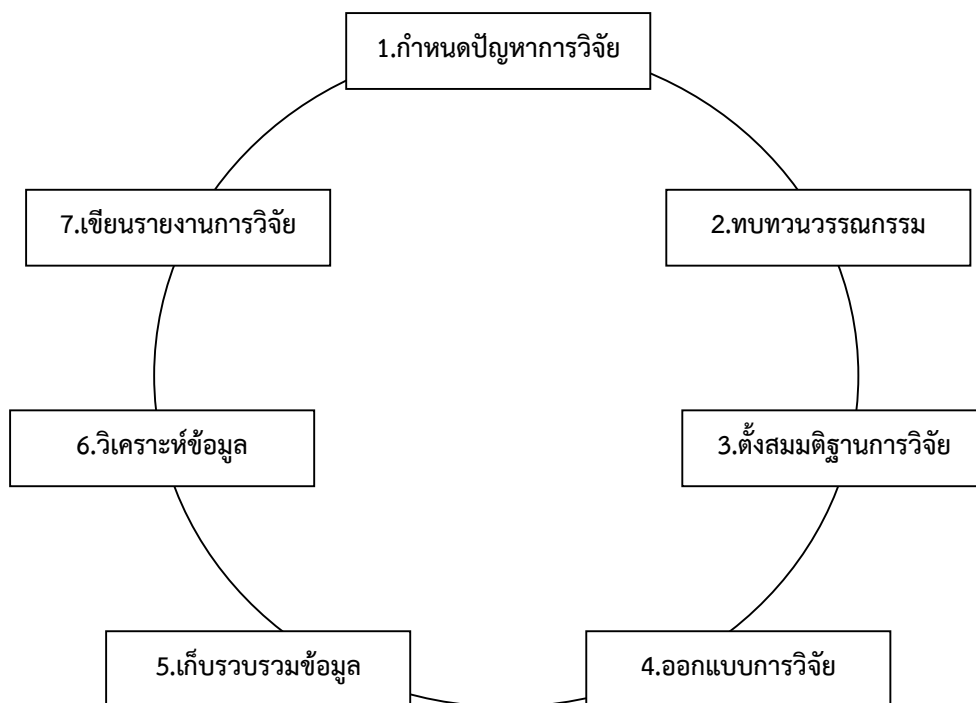 1.กำหนดปัญหาการวิจัย
2.ทบทวนวรรณกรรม
3.ตั้งสมมติฐานการวิจัย
4.ออกแบบการวิจัย
5.เก็บรวบรวมข้อมูล
6.วิเคราะห์ข้อมูล
7.เขียนรายงานการวิจัย